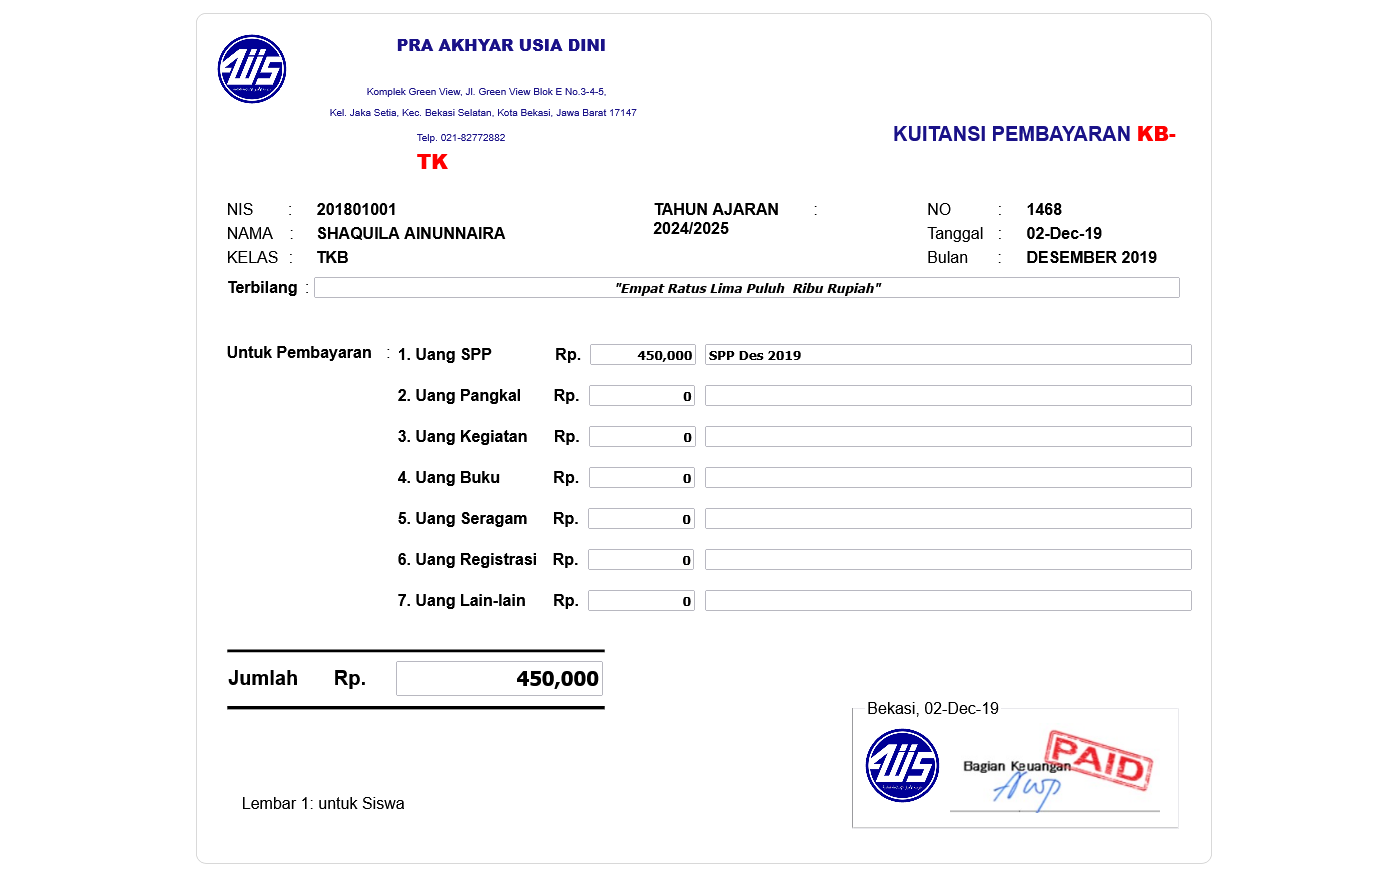 PRA AKHYAR USIA DINI
Komplek Green View, Jl. Green View Blok E No.3-4-5,
Kel. Jaka Setia, Kec. Bekasi Selatan, Kota Bekasi, Jawa Barat 17147
Telp. 021-82772882
KUITANSI PEMBAYARAN KB-
TK
NIS : 201801001 TAHUN AJARAN : NO : 1468
2024/2025
NAMA : SHAQUILA AINUNNAIRA Tanggal : 02-Dec-19
KELAS : TKB Bulan : DESEMBER 2019
Terbilang : "Empat Ratus Lima Puluh Ribu Rupiah"
Untuk Pembayaran : 1. Uang SPP Rp. 450,000 SPP Des 2019
2. Uang Pangkal Rp. 0
3. Uang Kegiatan Rp. 0
4. Uang Buku Rp. 0
5. Uang Seragam Rp. 0
6. Uang Registrasi Rp. 0
7. Uang Lain-lain Rp. 0
Jumlah Rp. 450,000
Bekasi, 02-Dec-19
PAID
Bagian Keuangan
Lembar 1: untuk Siswa